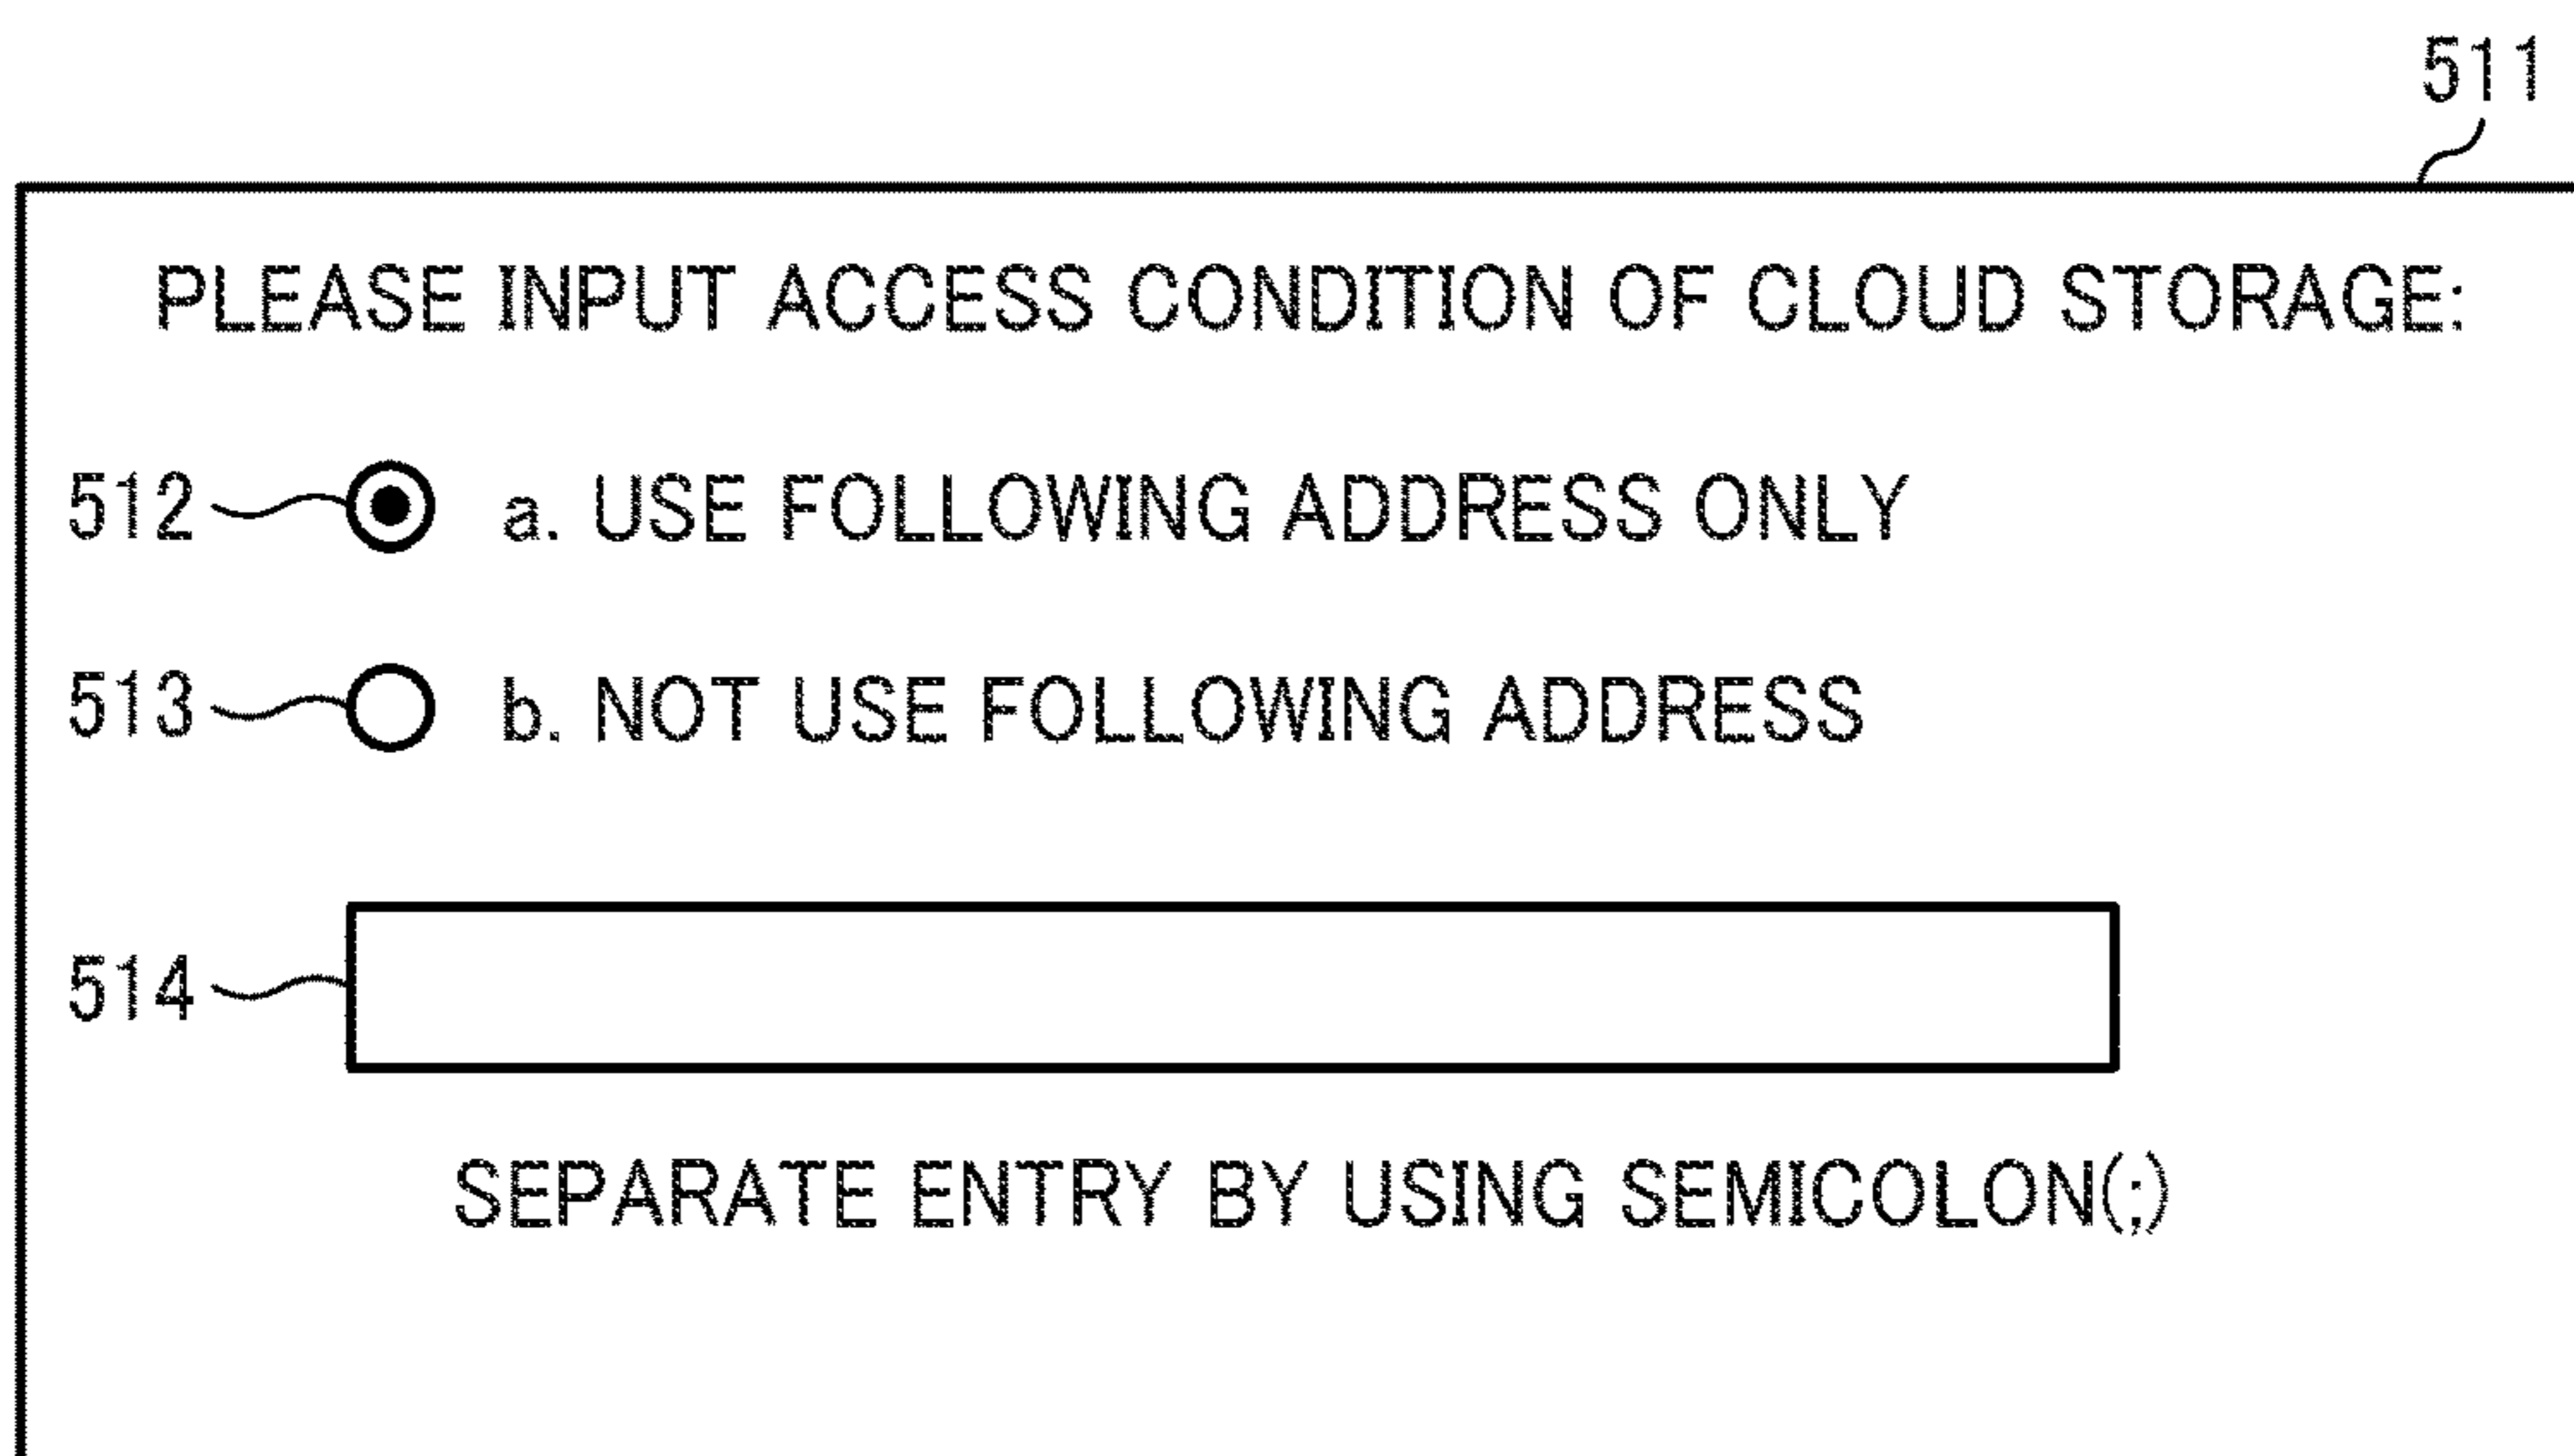 511
PLEASE INPUT ACCESS CONDITION OF CLOUD STORAGE:
512 a. USE FOLLOWING ADDRESS ONLY
513 b. NOT USE FOLLOWING ADDRESS
514
SEPARATE ENTRY BY USING SEMICOLON(;)